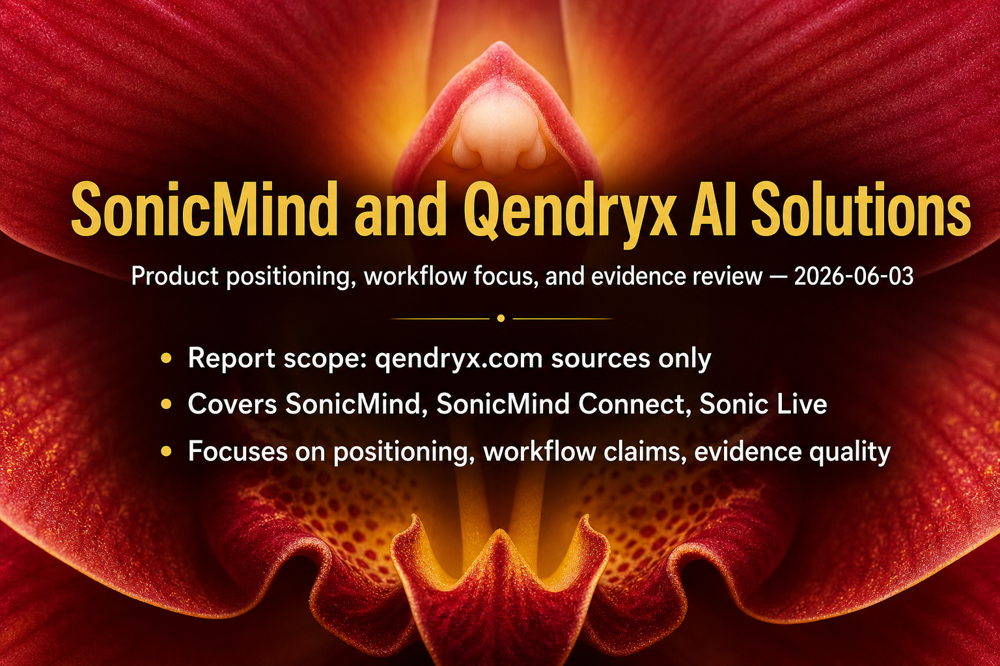 SonicMind and Qendryx AI Solutions
Product positioning, workflow focus, and evidence review — 2026-06-03
• Report scope: qendryx.com sources only
• Covers SonicMind, SonicMind Connect, Sonic Live
• Focuses on positioning, workflow claims, evidence quality